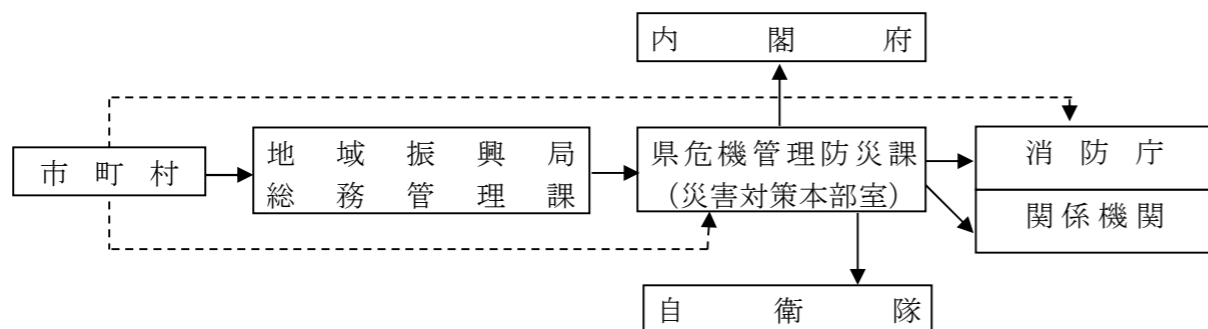 内閣府
市町村
地域振興局
総務管理課
県危機管理防災課
（災害対策本部室）
消防庁
関係機関
自衛隊